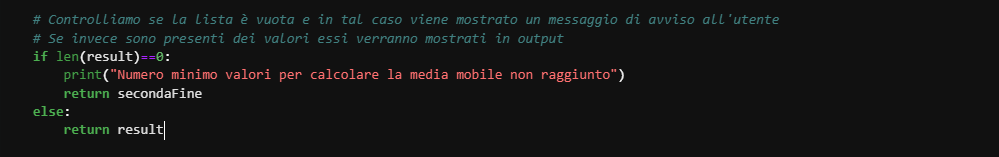 # Controlliamo se la lista è vuota e in tal caso viene mostrato un messaggio di avviso all'utente
# Se invece sono presenti dei valori essi verranno mostrati in output
if len(result)==0:
    print("Numero minimo valori per calcolare la media mobile non raggiunto")
    return secondaFine
else:
    return result